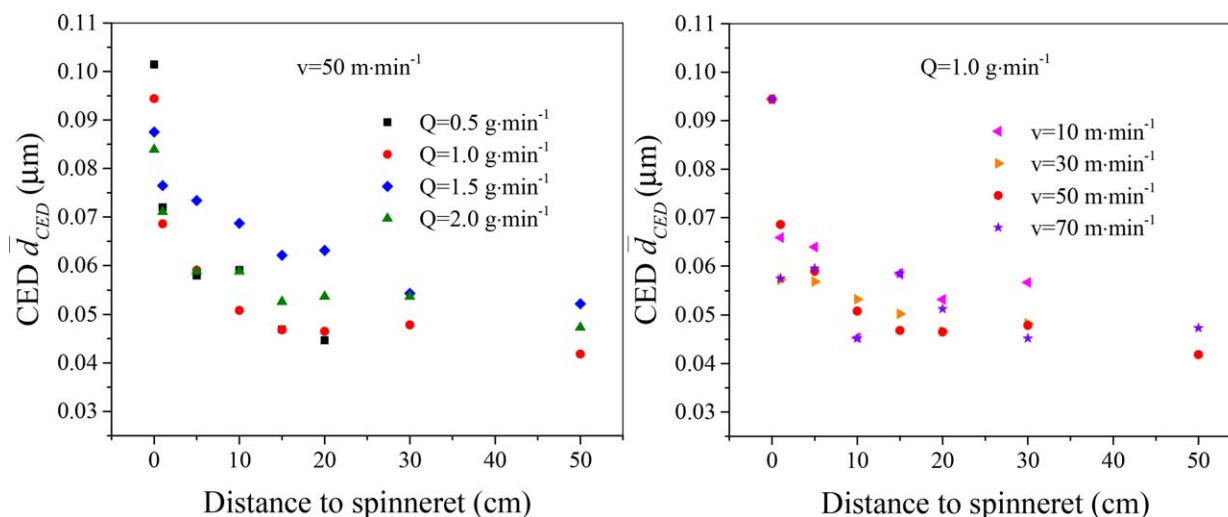 0.11
0.10
0.09
0.08
0.07
0.06
0.05
0.04
0.03
CED d̅_CED (μm)
v=50 m·min⁻¹
Q=0.5 g·min⁻¹
Q=1.0 g·min⁻¹
Q=1.5 g·min⁻¹
Q=2.0 g·min⁻¹
0 10 20 30 40 50
Distance to spinneret (cm)
0.11
0.10
0.09
0.08
0.07
0.06
0.05
0.04
0.03
CED d̅_CED (μm)
Q=1.0 g·min⁻¹
v=10 m·min⁻¹
v=30 m·min⁻¹
v=50 m·min⁻¹
v=70 m·min⁻¹
0 10 20 30 40 50
Distance to spinneret (cm)